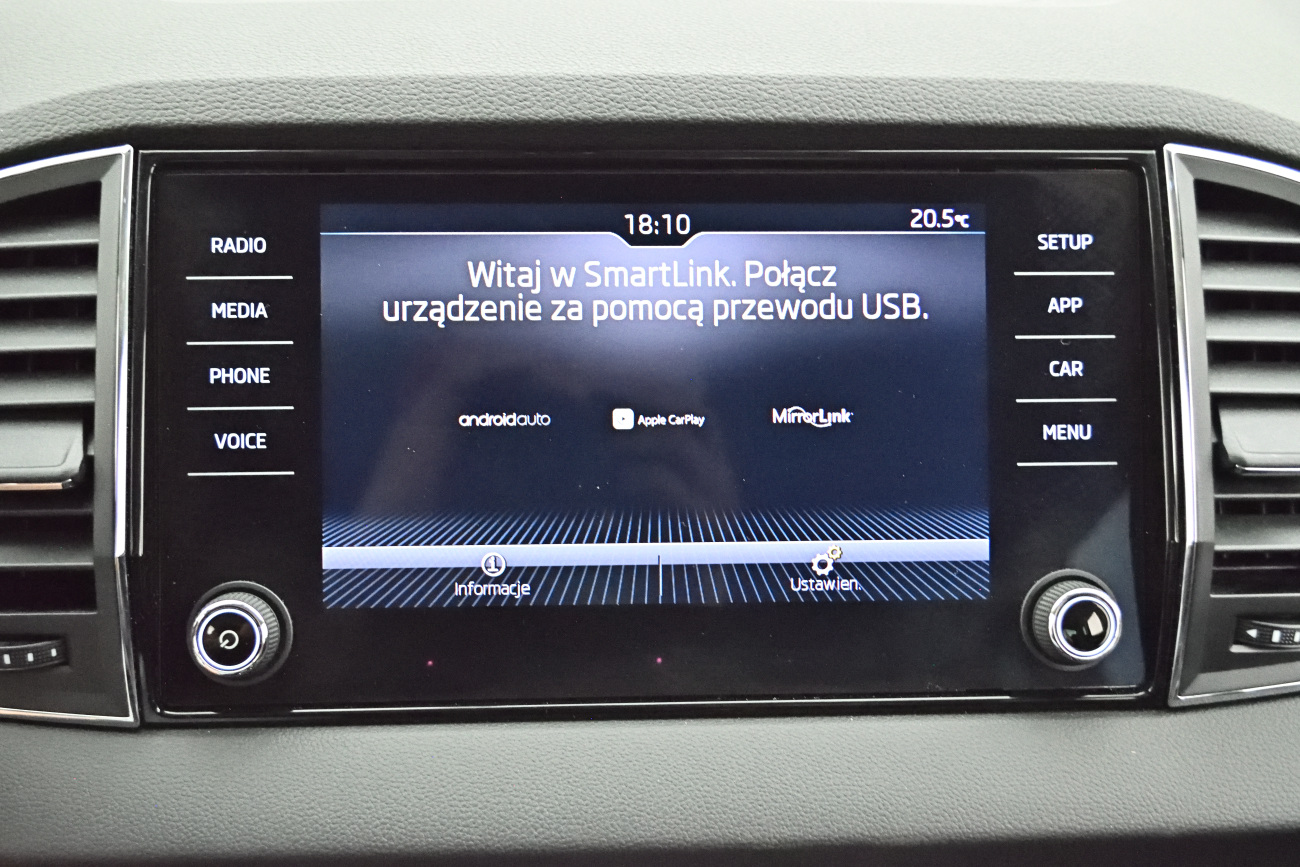 18:10
20.5°C
Witaj w SmartLink. Połącz
urządzenie za pomocą przewodu USB.
androidauto
Apple CarPlay
MirrorLink
Informacje
Ustawien.
RADIO
MEDIA
PHONE
VOICE
SETUP
APP
CAR
MENU